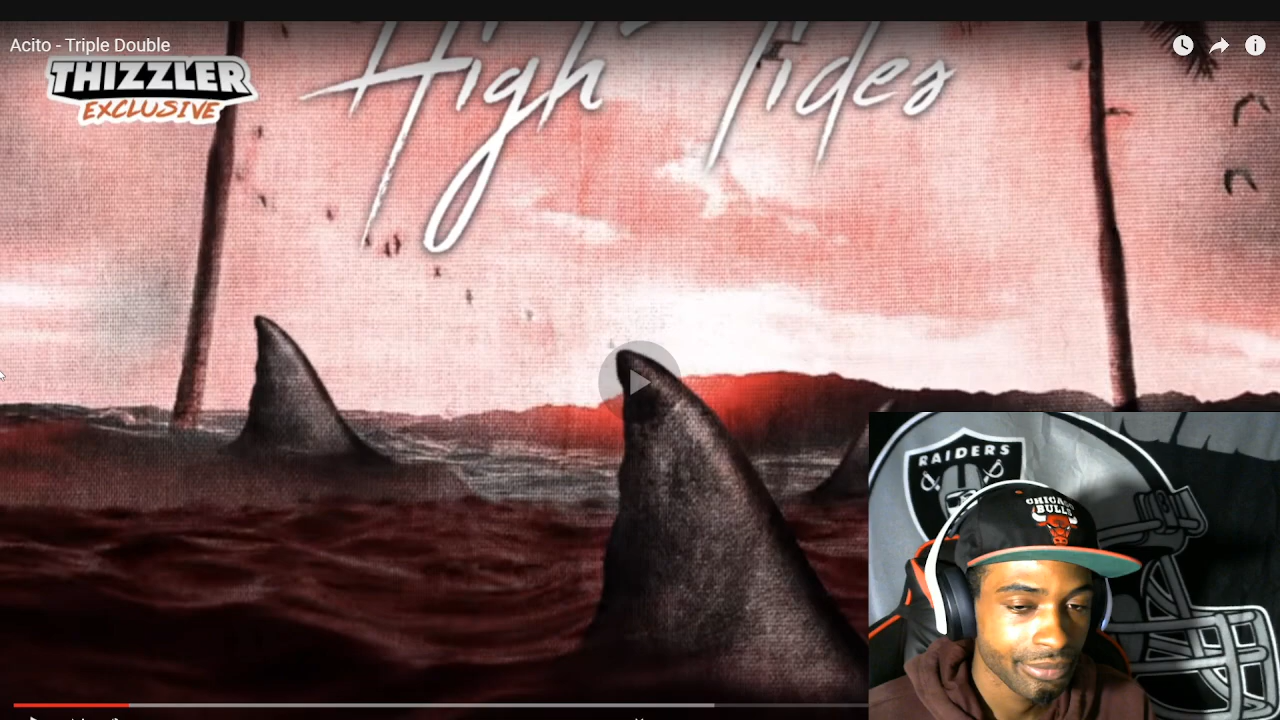 Acito - Triple Double
THIZZLER
EXCLUSIVE
High Tides
RAIDERS
CHICAGO
BULLS